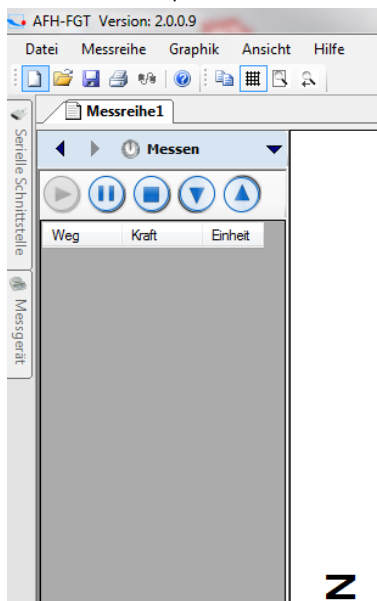 AFH-FGT Version: 2.0.0.9
Datei Messreihe Graphik Ansicht Hilfe
Messreihe1
Serielle Schnittstelle
Messgerät
Messen
Weg Kraft Einheit
N